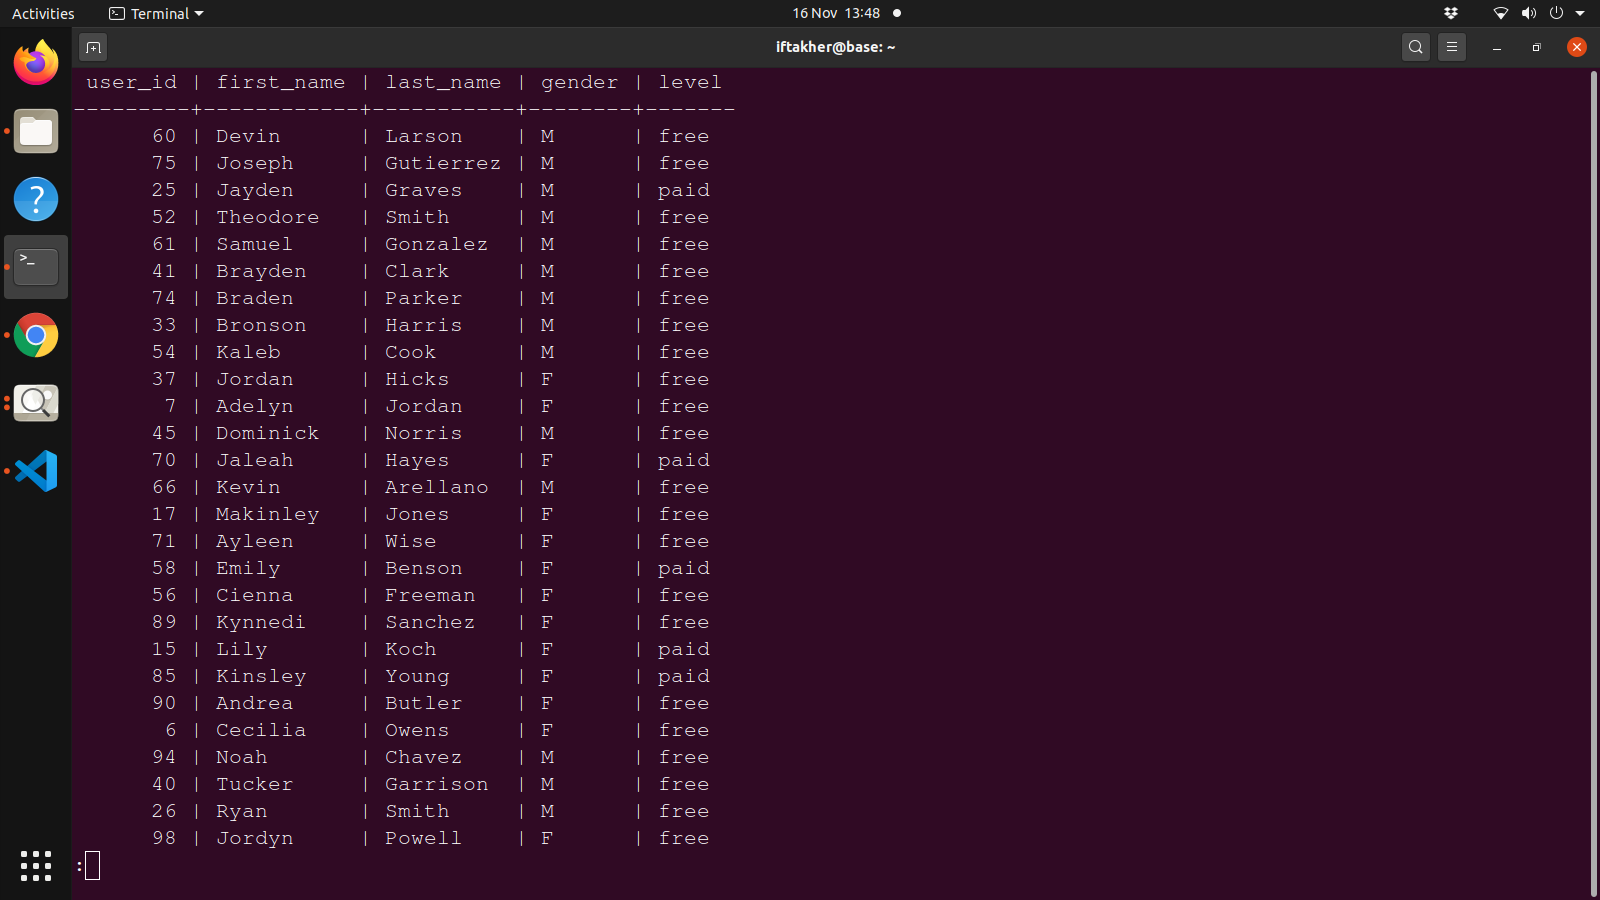 Activities Terminal 16 Nov 13:48
iftakher@base: ~
 user_id | first_name | last_name | gender | level
---------+------------+-----------+--------+-------
      60 | Devin      | Larson    | M      | free
      75 | Joseph     | Gutierrez | M      | free
      25 | Jayden     | Graves    | M      | paid
      52 | Theodore   | Smith     | M      | free
      61 | Samuel     | Gonzalez  | M      | free
      41 | Brayden    | Clark     | M      | free
      74 | Braden     | Parker    | M      | free
      33 | Bronson    | Harris    | M      | free
      54 | Kaleb      | Cook      | M      | free
      37 | Jordan     | Hicks     | F      | free
       7 | Adelyn     | Jordan    | F      | free
      45 | Dominick   | Norris    | M      | free
      70 | Jaleah     | Hayes     | F      | paid
      66 | Kevin      | Arellano  | M      | free
      17 | Makinley   | Jones     | F      | free
      71 | Ayleen     | Wise      | F      | free
      58 | Emily      | Benson    | F      | paid
      56 | Cienna     | Freeman   | F      | free
      89 | Kynnedi    | Sanchez   | F      | free
      15 | Lily       | Koch      | F      | paid
      85 | Kinsley    | Young     | F      | paid
      90 | Andrea     | Butler    | F      | free
       6 | Cecilia    | Owens     | F      | free
      94 | Noah       | Chavez    | M      | free
      40 | Tucker     | Garrison  | M      | free
      26 | Ryan       | Smith     | M      | free
      98 | Jordyn     | Powell    | F      | free
: